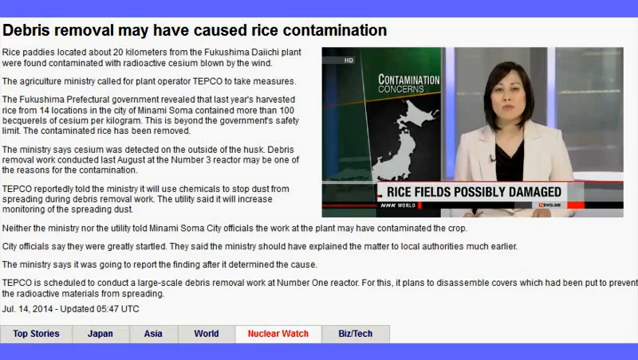 Debris removal may have caused rice contamination
Rice paddies located about 20 kilometers from the Fukushima Daiichi plant
were found contaminated with radioactive cesium blown by the wind.
The agriculture ministry called for plant operator TEPCO to take measures.
The Fukushima Prefectural government revealed that last year's harvested
rice from 14 locations in the city of Minami Soma contained more than 100
becquerels of cesium per kilogram. This is beyond the government's safety
limit. The contaminated rice has been removed.
The ministry says cesium was detected on the outside of the husk. Debris
removal work conducted last August at the Number 3 reactor may be one of
the reasons for the contamination.
TEPCO reportedly told the ministry it will use chemicals to stop dust from
spreading during debris removal work. The utility said it will increase
monitoring of the spreading dust.
HD
CONTAMINATION
CONCERNS
RICE FIELDS POSSIBLY DAMAGED
NHK WORLD
Neither the ministry nor the utility told Minami Soma City officials the work at the plant may have contaminated the crop.
City officials say they were greatly startled. They said the ministry should have explained the matter to local authorities much earlier.
The ministry says it was going to report the finding after it determined the cause.
TEPCO is scheduled to conduct a large-scale debris removal work at Number One reactor. For this, it plans to disassemble covers which had been put to prevent
the radioactive materials from spreading.
Jul. 14, 2014 - Updated 05:47 UTC
Top Stories Japan Asia World Nuclear Watch Biz/Tech